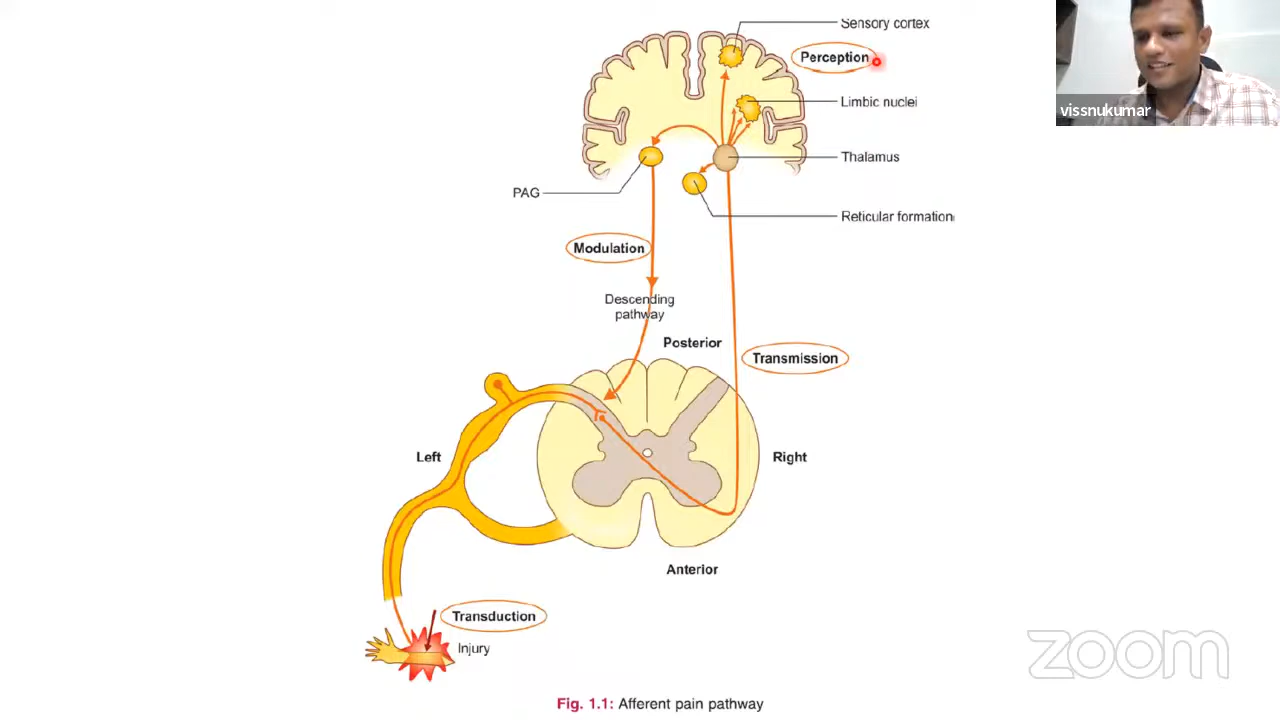 Sensory cortex
Perception
vissnukumar
Limbic nuclei
Thalamus
PAG
Reticular formation
Modulation
Descending
pathway
Posterior
Transmission
Left
Right
Anterior
Transduction
Injury
zoom
Fig. 1.1: Afferent pain pathway